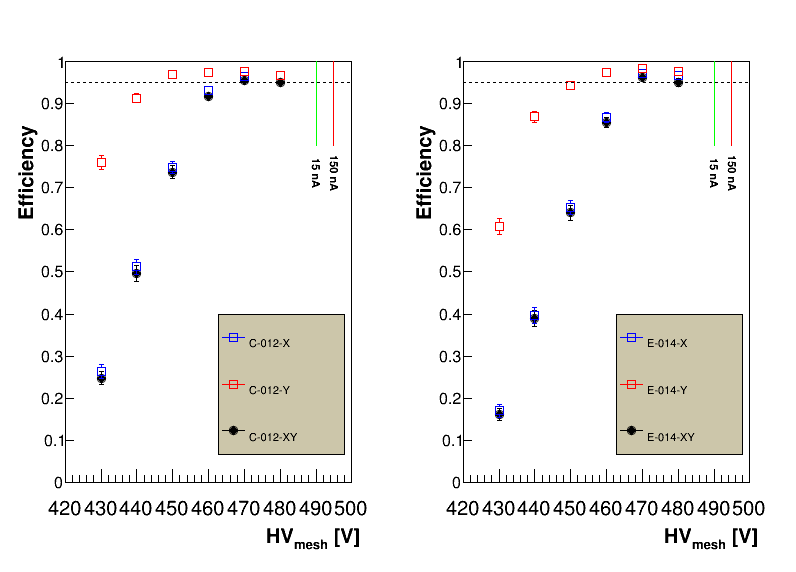 Efficiency
1
0.9
0.8
0.7
0.6
0.5
0.4
0.3
0.2
0.1
0
420 430 440 450 460 470 480 490 500
HVmesh [V]
15 nA
150 nA
C-012-X
C-012-Y
C-012-XY
Efficiency
1
0.9
0.8
0.7
0.6
0.5
0.4
0.3
0.2
0.1
0
420 430 440 450 460 470 480 490 500
HVmesh [V]
15 nA
150 nA
E-014-X
E-014-Y
E-014-XY